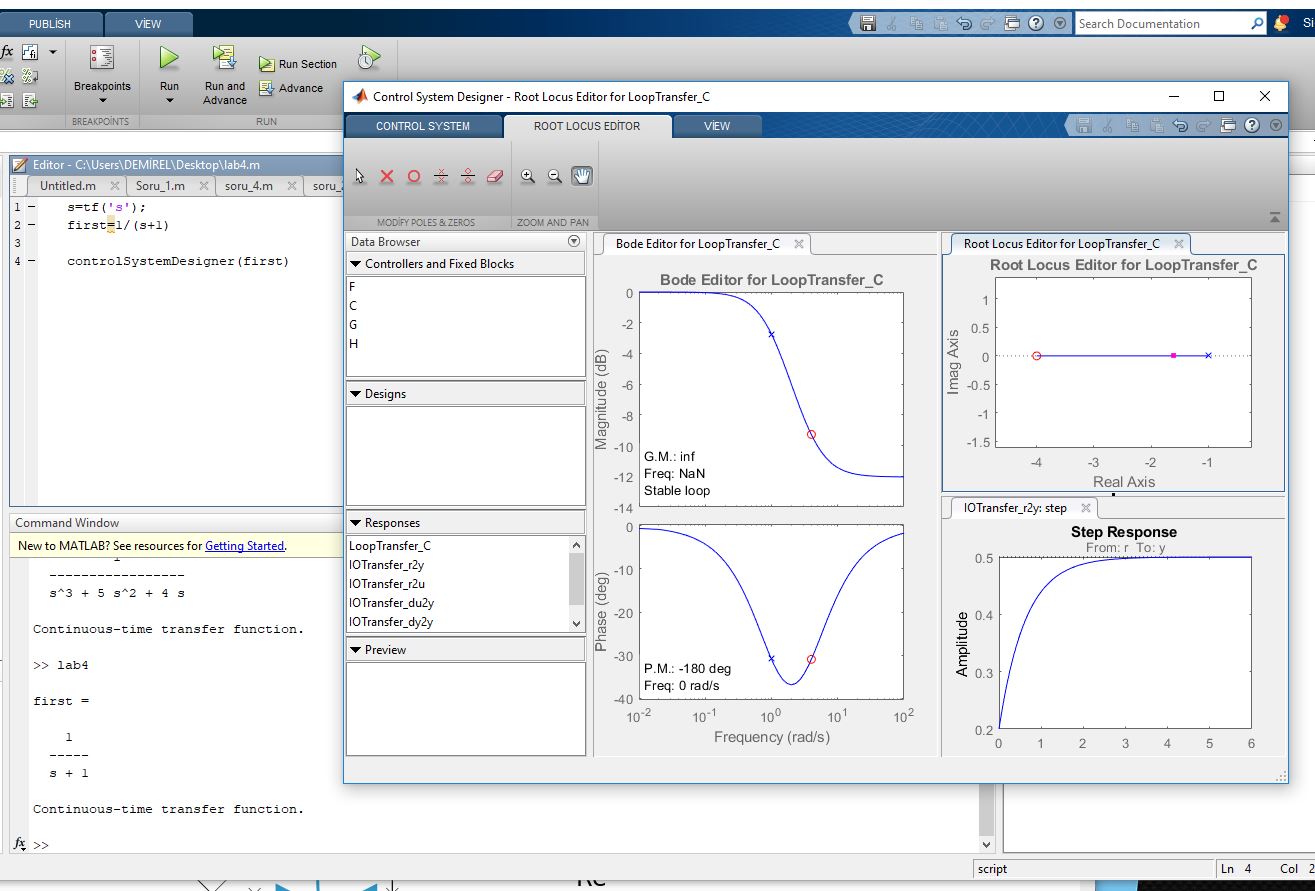 PUBLISH
VIEW
Search Documentation
Si
fx
Breakpoints
Run
Run and
Advance
Run Section
Advance
BREAKPOINTS
RUN
Control System Designer - Root Locus Editor for LoopTransfer_C
CONTROL SYSTEM
ROOT LOCUS EDITOR
VIEW
MODIFY POLES & ZEROS
ZOOM AND PAN
Editor - C:\Users\DEMİREL\Desktop\lab4.m
Untitled.m
Soru_1.m
soru_4.m
1 s=tf('s');
2 first=1/(s+1)
3
4 controlSystemDesigner(first)
Command Window
New to MATLAB? See resources for Getting Started.
-----------------
s^3 + 5 s^2 + 4 s
Continuous-time transfer function.
>> lab4
first =
1
-----
s + 1
Continuous-time transfer function.
fx >>
Data Browser
Controllers and Fixed Blocks
F
C
G
H
Designs
Responses
LoopTransfer_C
IOTransfer_r2y
IOTransfer_r2u
IOTransfer_du2y
IOTransfer_dy2y
Preview
Bode Editor for LoopTransfer_C
Bode Editor for LoopTransfer_C
0
-2
-4
-6
-8
-10
-12
-14
Magnitude (dB)
G.M.: inf
Freq: NaN
Stable loop
0
-10
-20
-30
-40
Phase (deg)
P.M.: -180 deg
Freq: 0 rad/s
10^-2 10^-1 10^0 10^1 10^2
Frequency (rad/s)
Root Locus Editor for LoopTransfer_C
Root Locus Editor for LoopTransfer_C
1
0.5
0
-0.5
-1
-1.5
Imag Axis
-4 -3 -2 -1
Real Axis
IOTransfer_r2y: step
Step Response
From: r To: y
0.5
0.4
0.3
0.2
Amplitude
0 1 2 3 4 5 6
script
Ln 4 Col 2